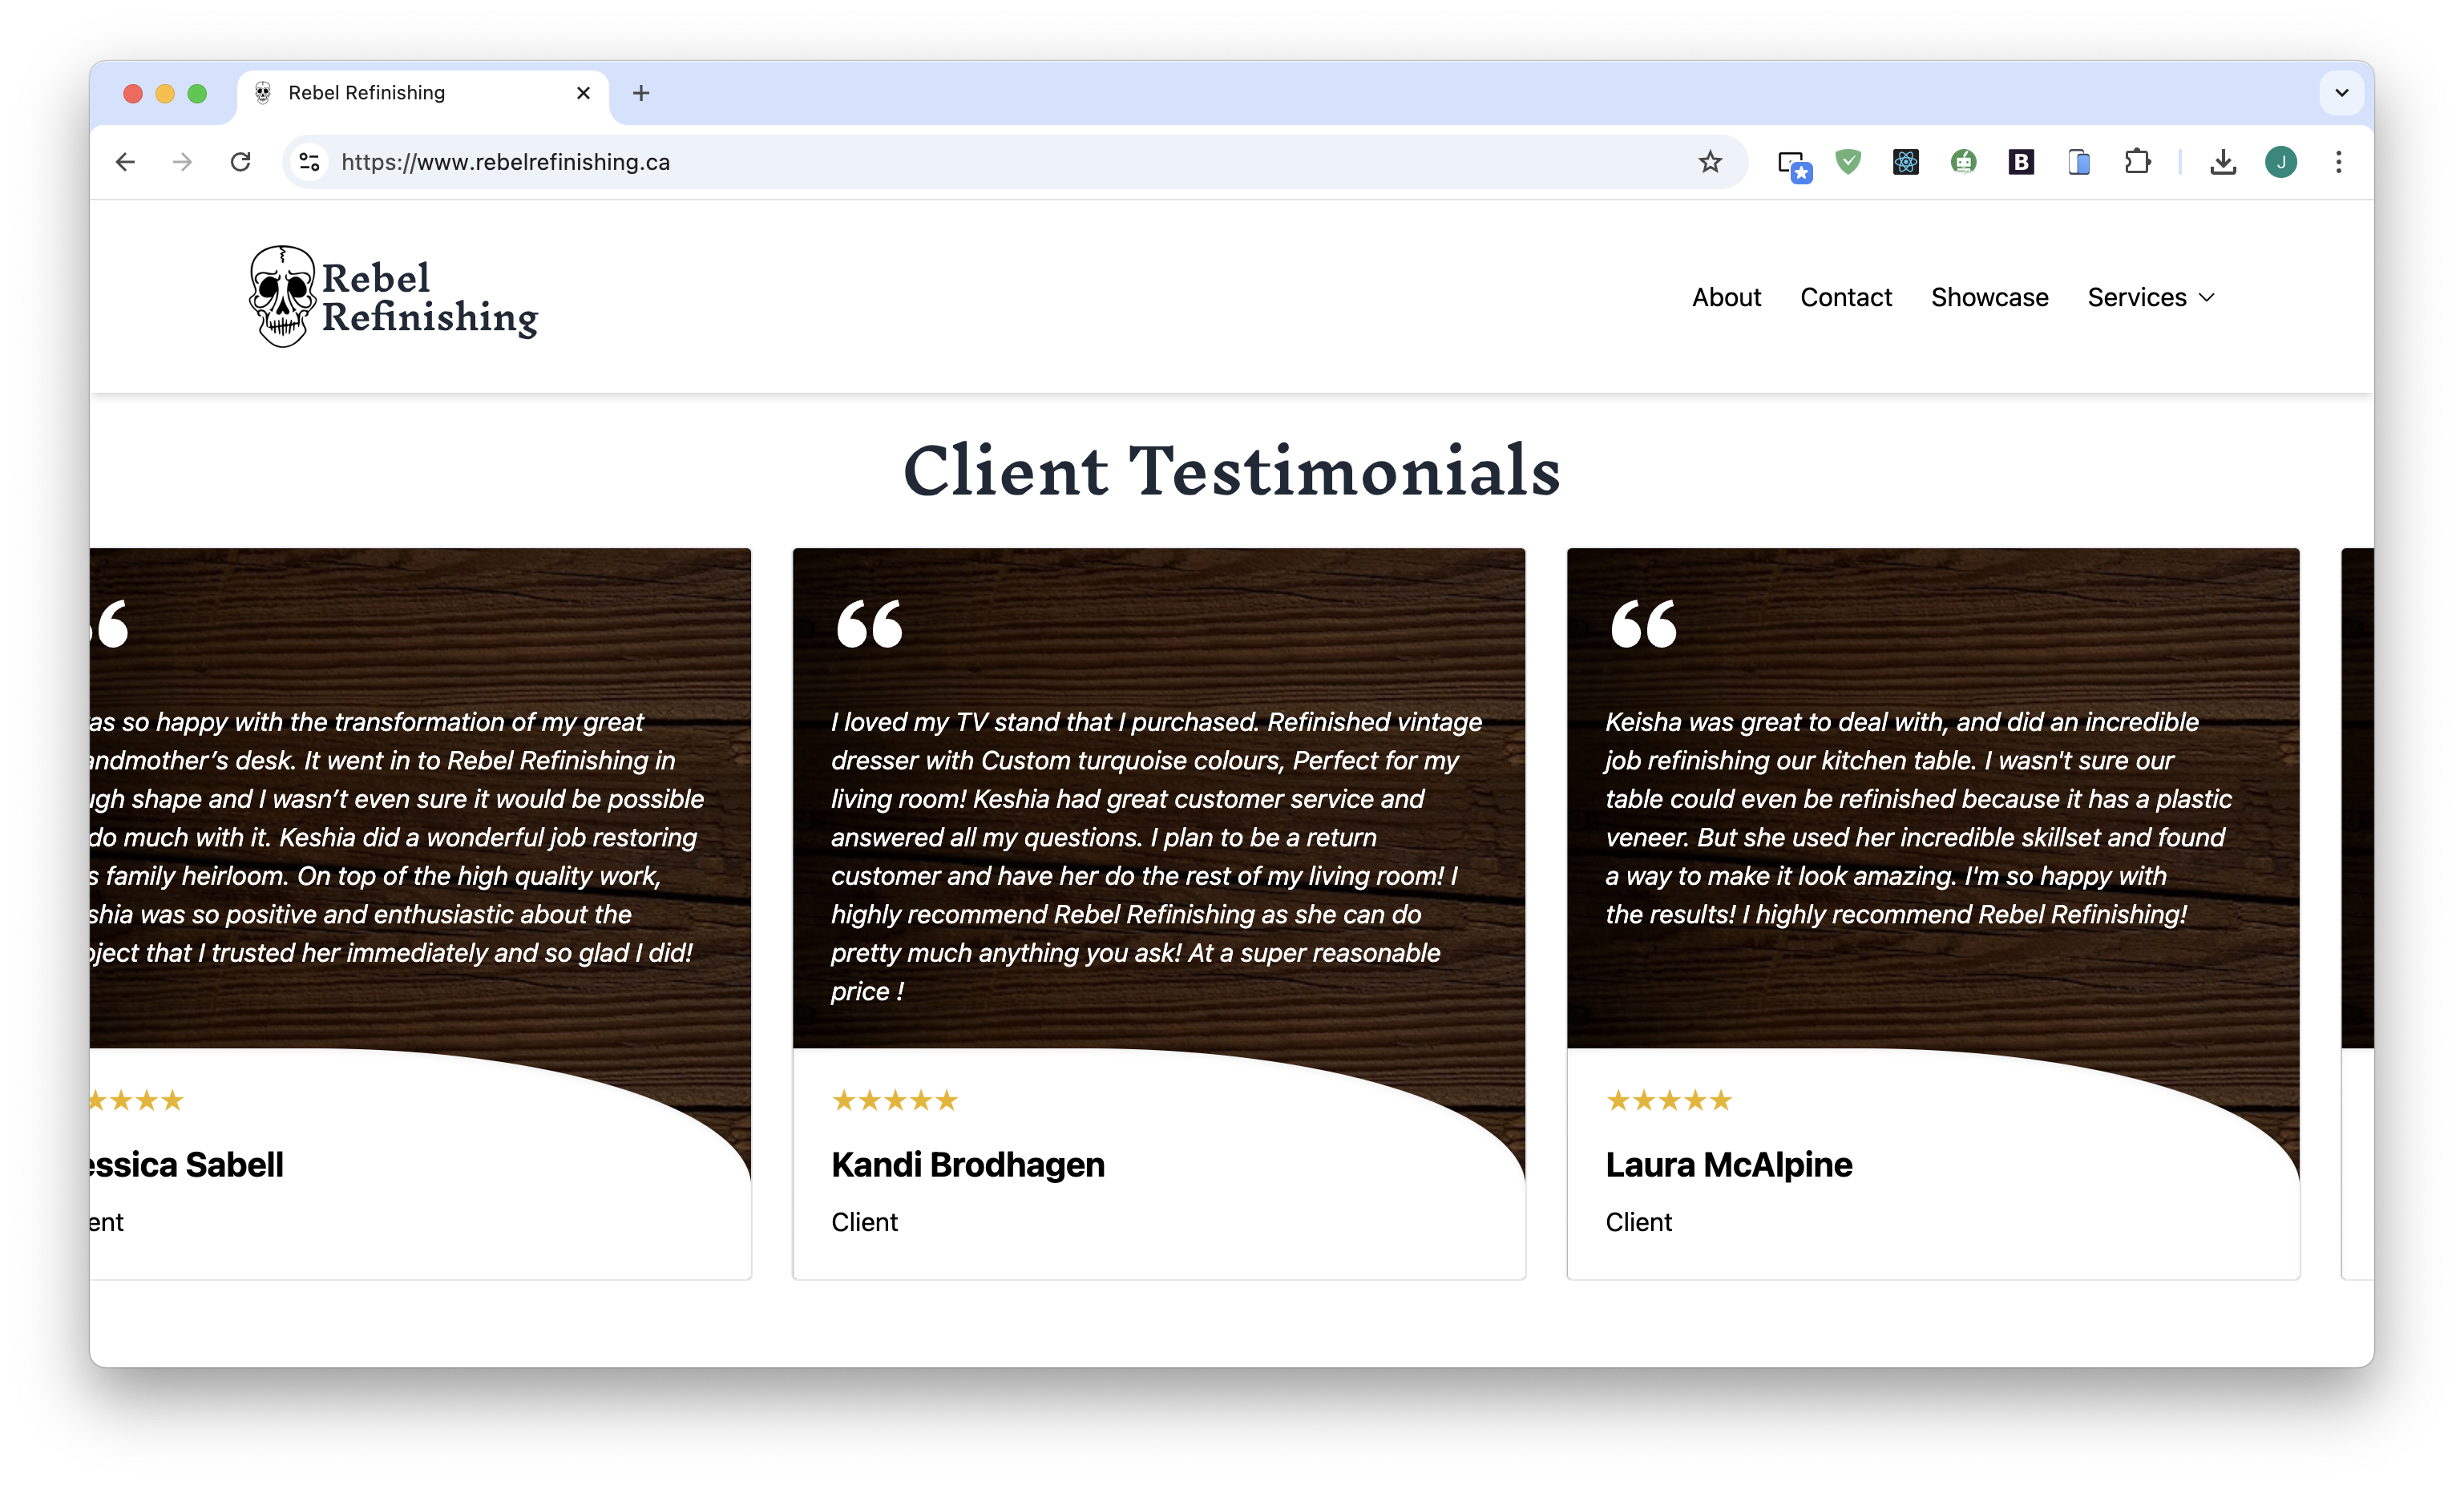 Rebel Refinishing
https://www.rebelrefinishing.ca
B
J
Rebel
Refinishing
About Contact Showcase Services
Client Testimonials
“
as so happy with the transformation of my great
andmother’s desk. It went in to Rebel Refinishing in
ugh shape and I wasn’t even sure it would be possible
do much with it. Keshia did a wonderful job restoring
s family heirloom. On top of the high quality work,
shia was so positive and enthusiastic about the
oject that I trusted her immediately and so glad I did!
★★★★
essica Sabell
ent
“
I loved my TV stand that I purchased. Refinished vintage
dresser with Custom turquoise colours, Perfect for my
living room! Keshia had great customer service and
answered all my questions. I plan to be a return
customer and have her do the rest of my living room! I
highly recommend Rebel Refinishing as she can do
pretty much anything you ask! At a super reasonable
price !
★★★★★
Kandi Brodhagen
Client
“
Keisha was great to deal with, and did an incredible
job refinishing our kitchen table. I wasn't sure our
table could even be refinished because it has a plastic
veneer. But she used her incredible skillset and found
a way to make it look amazing. I'm so happy with
the results! I highly recommend Rebel Refinishing!
★★★★★
Laura McAlpine
Client